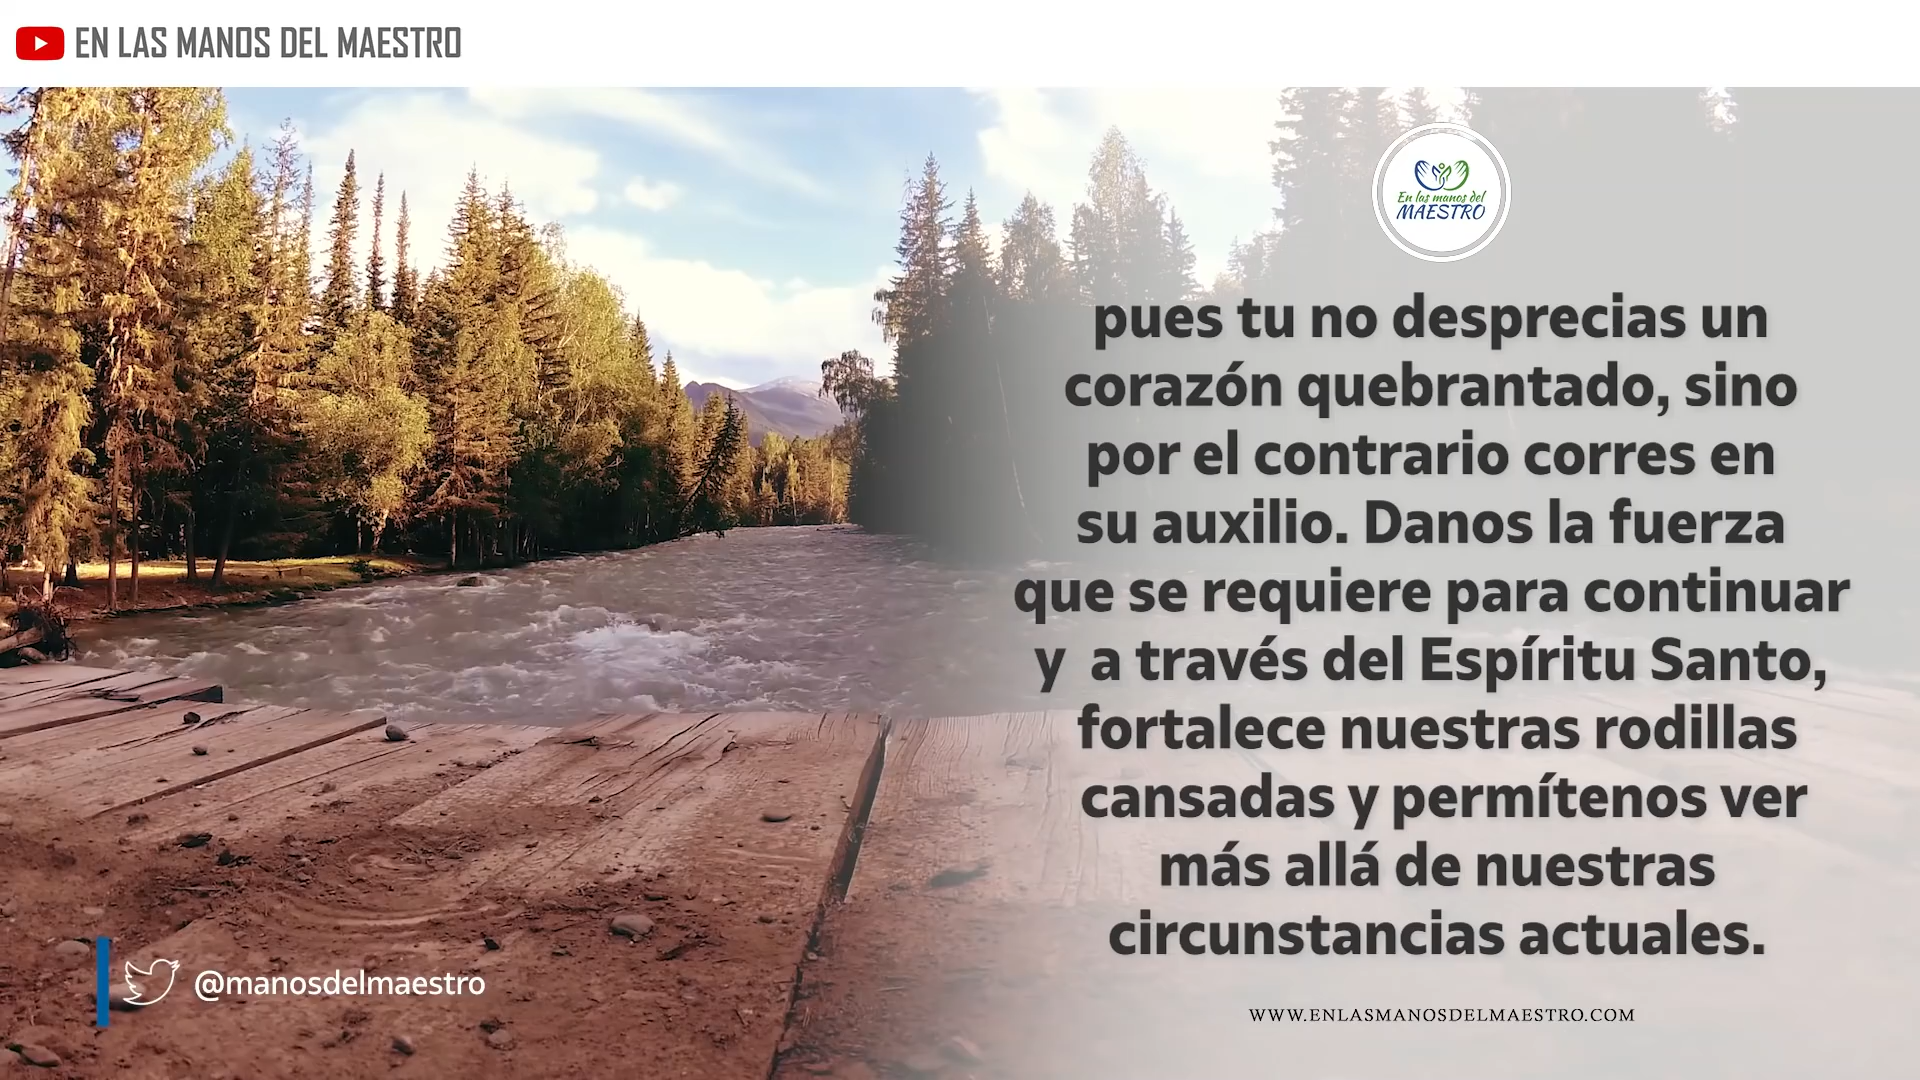 EN LAS MANOS DEL MAESTRO
En las manos del
MAESTRO
pues tu no desprecias un
corazón quebrantado, sino
por el contrario corres en
su auxilio. Danos la fuerza
que se requiere para continuar
y  a través del Espíritu Santo,
fortalece nuestras rodillas
cansadas y permítenos ver
más allá de nuestras
circunstancias actuales.
@manosdelmaestro
WWW.ENLASMANOSDELMAESTRO.COM